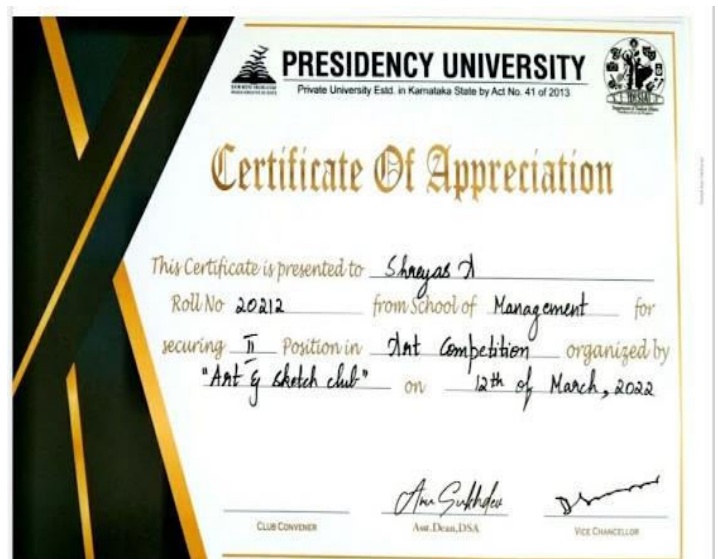 PRESIDENCY UNIVERSITY
Private University Estd. in Karnataka State by Act No. 41 of 2013
Certificate Of Appreciation
This Certificate is presented to Shreyas
Roll No 20212 from School of Management for
securing II Position in Art Competition organized by
"Art & Sketch club" on 12th of March, 2022
CLUB CONVENER
Asst. Dean, DSA
VICE CHANCELLOR